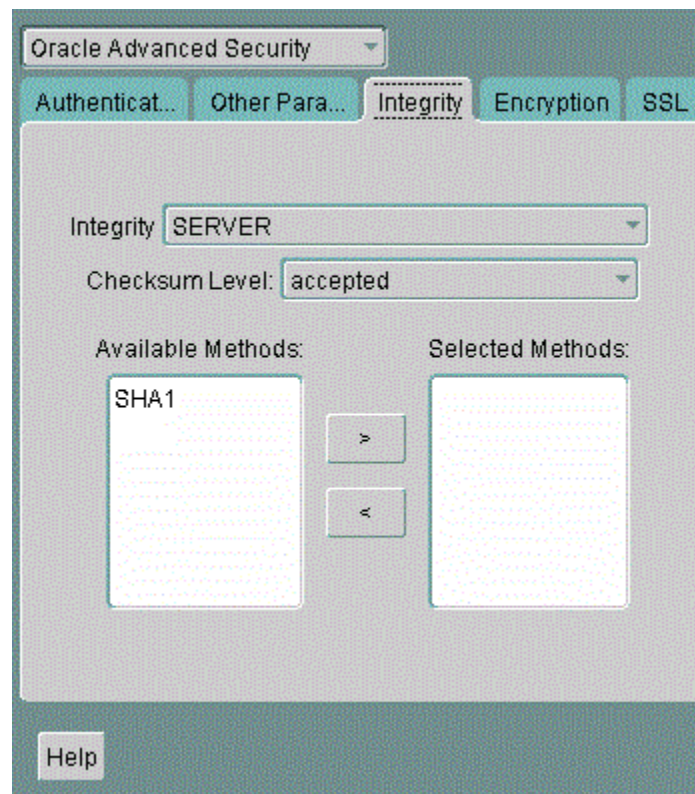 Oracle Advanced Security
Authenticat... Other Para... Integrity Encryption SSL
Integrity SERVER
Checksum Level: accepted
Available Methods: Selected Methods:
SHA1
>
<
Help